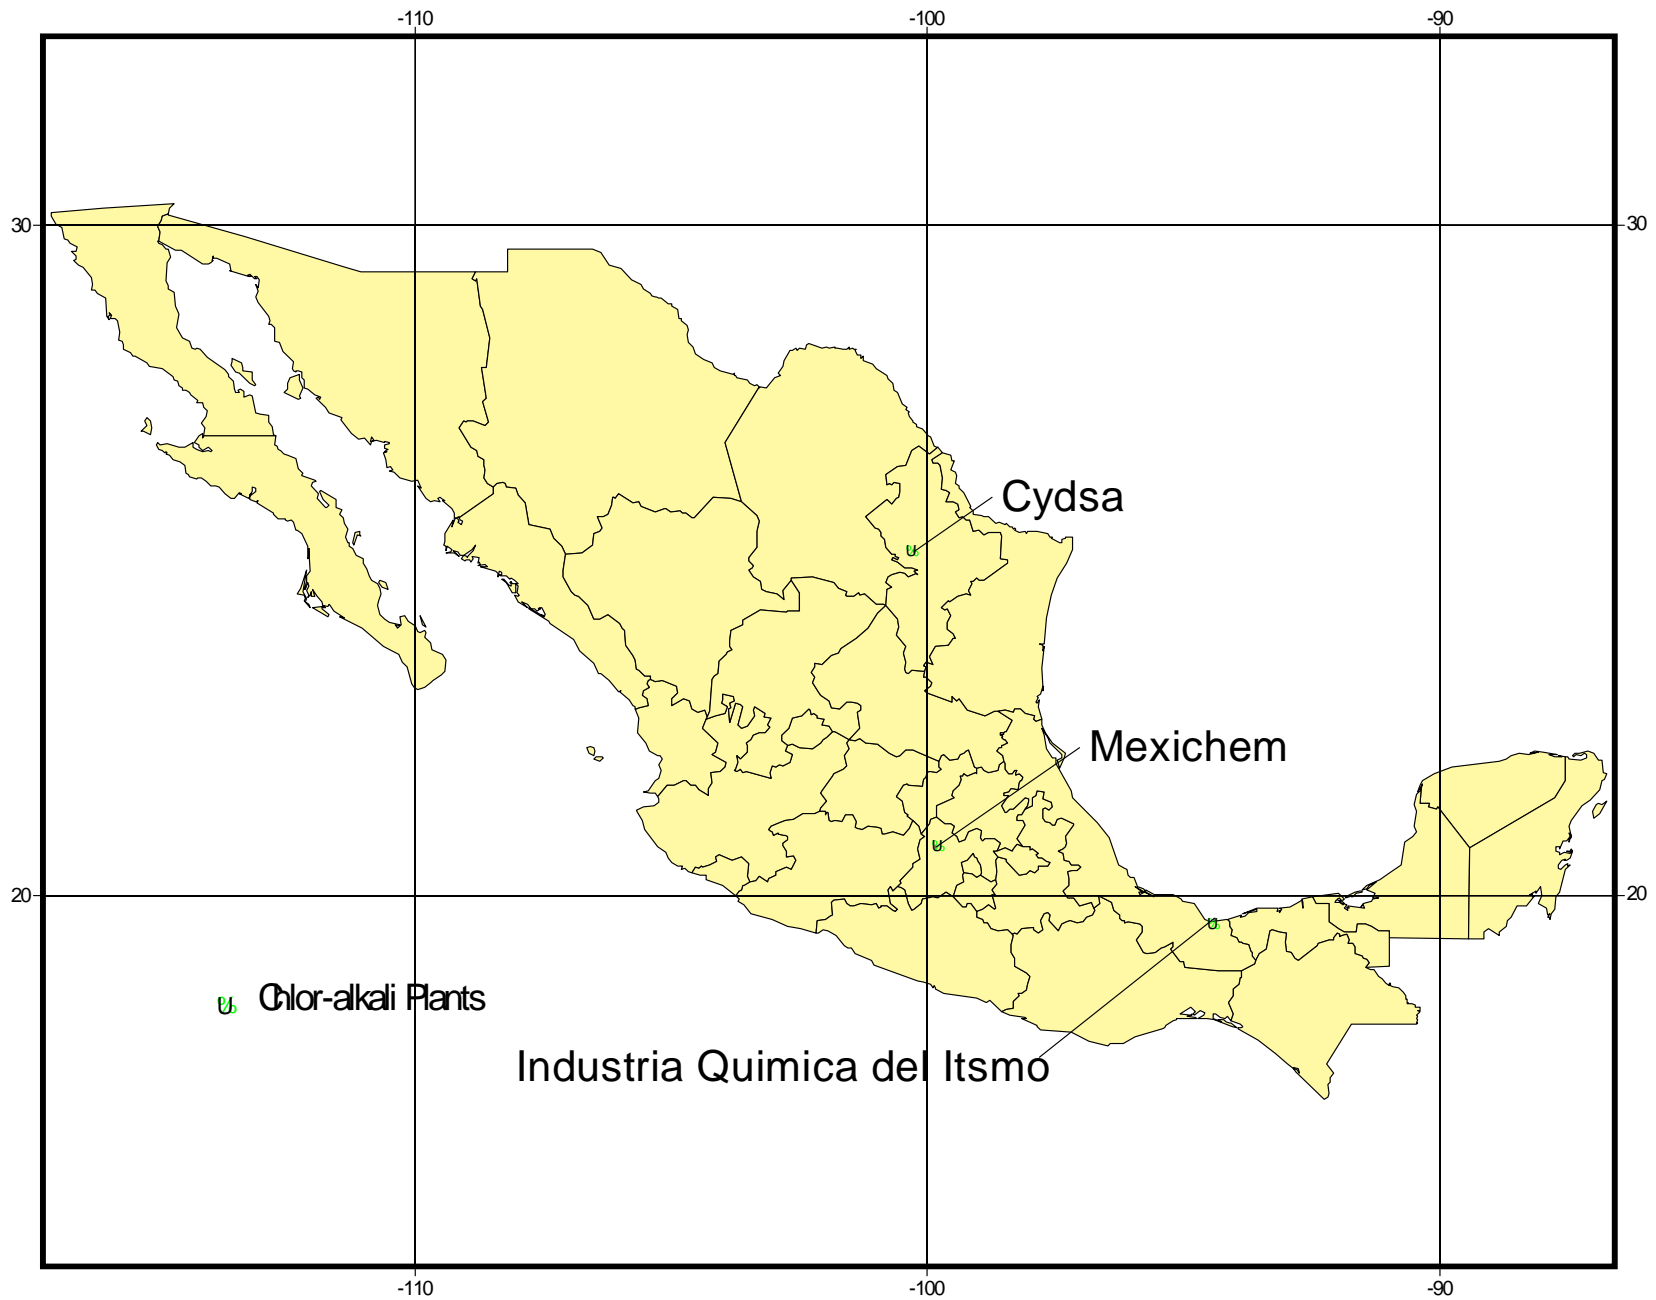 -110 -100 -90
30 30
Cydsa
Mexichem
20 20
Chlor-alkali Plants
Industria Quimica del Itsmo
-110 -100 -90